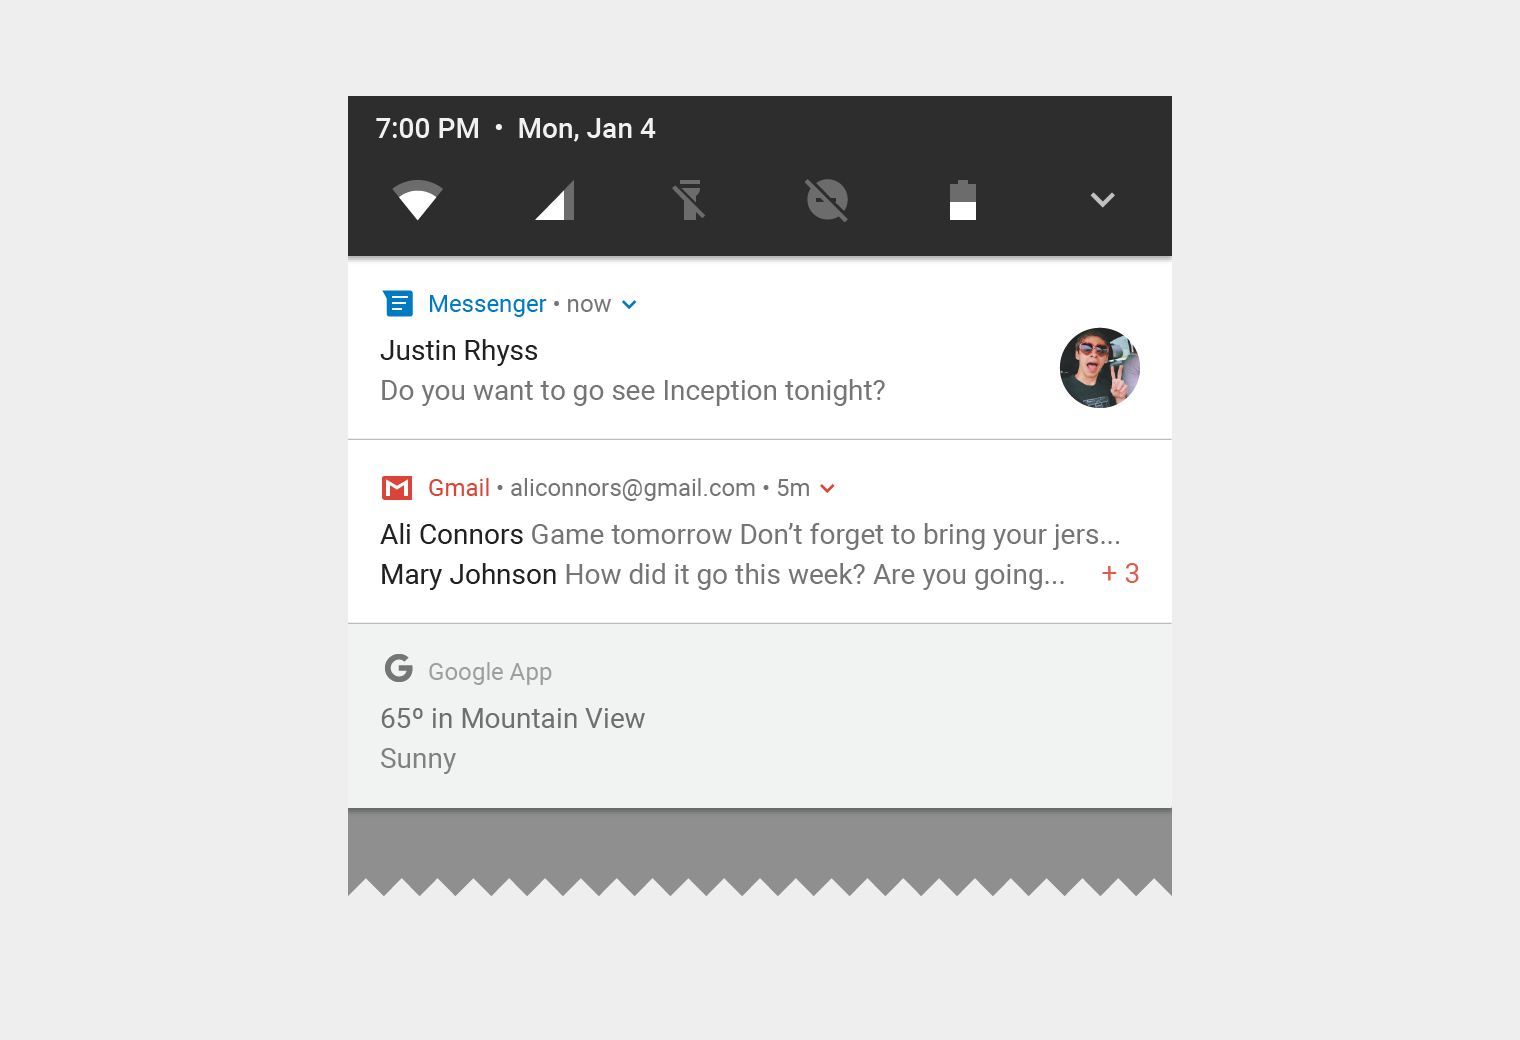 7:00 PM • Mon, Jan 4
Messenger • now
Justin Rhyss
Do you want to go see Inception tonight?
Gmail • aliconnors@gmail.com • 5m
Ali Connors Game tomorrow Don’t forget to bring your jers...
Mary Johnson How did it go this week? Are you going... + 3
Google App
65º in Mountain View
Sunny